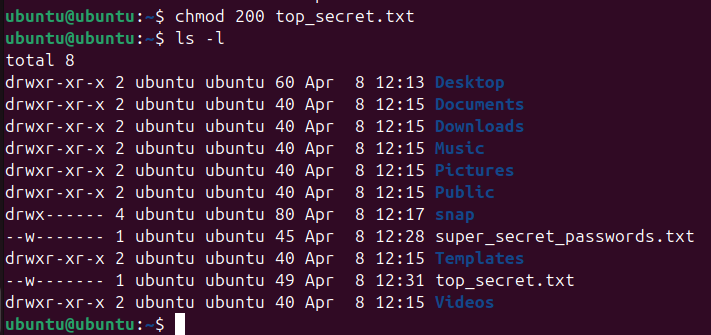 ubuntu@ubuntu:~$ chmod 200 top_secret.txt
ubuntu@ubuntu:~$ ls -l
total 8
drwxr-xr-x 2 ubuntu ubuntu 60 Apr  8 12:13 Desktop
drwxr-xr-x 2 ubuntu ubuntu 40 Apr  8 12:15 Documents
drwxr-xr-x 2 ubuntu ubuntu 40 Apr  8 12:15 Downloads
drwxr-xr-x 2 ubuntu ubuntu 40 Apr  8 12:15 Music
drwxr-xr-x 2 ubuntu ubuntu 40 Apr  8 12:15 Pictures
drwxr-xr-x 2 ubuntu ubuntu 40 Apr  8 12:15 Public
drwx------ 4 ubuntu ubuntu 80 Apr  8 12:17 snap
--w------- 1 ubuntu ubuntu 45 Apr  8 12:28 super_secret_passwords.txt
drwxr-xr-x 2 ubuntu ubuntu 40 Apr  8 12:15 Templates
--w------- 1 ubuntu ubuntu 49 Apr  8 12:31 top_secret.txt
drwxr-xr-x 2 ubuntu ubuntu 40 Apr  8 12:15 Videos
ubuntu@ubuntu:~$